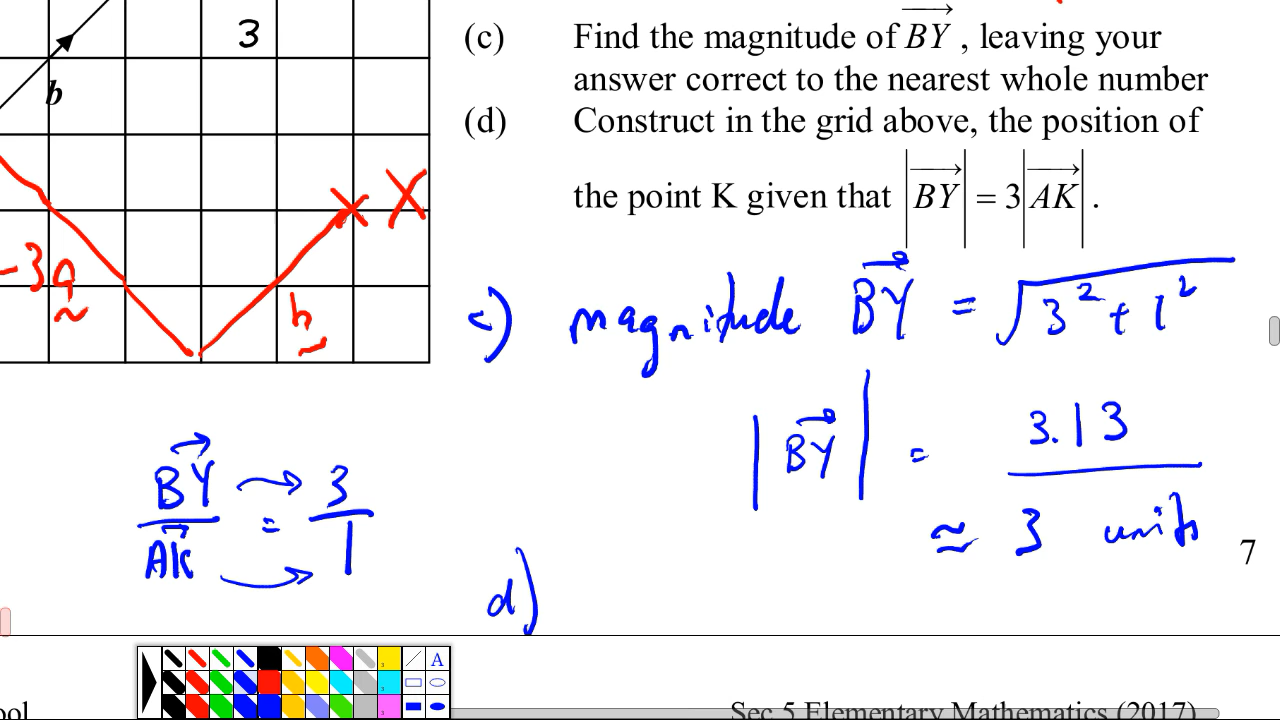 3
b
(c) Find the magnitude of BY , leaving your
answer correct to the nearest whole number
(d) Construct in the grid above, the position of
the point K given that |BY| = 3|AK| .
X
-3a
b
c) magnitude BY = √3² + 1²
|BY| = 3.13
≈ 3 units
BY/AK = 3/1
d)
7
A
ool
Sec 5 Elementary Mathematics (2017)